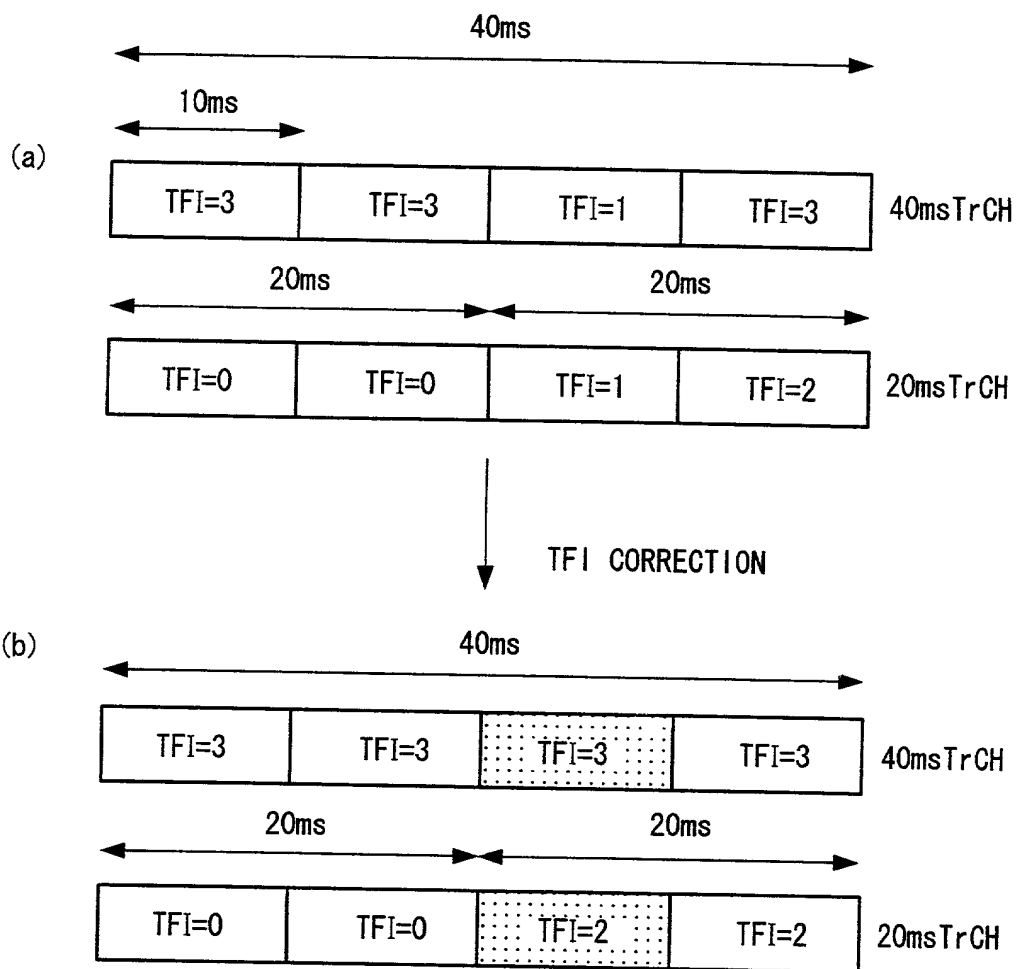 40ms
10ms
(a)
TFI=3 TFI=3 TFI=1 TFI=3 40msTrCH
20ms 20ms
TFI=0 TFI=0 TFI=1 TFI=2 20msTrCH
TFI CORRECTION
(b)
40ms
TFI=3 TFI=3 TFI=3 TFI=3 40msTrCH
20ms 20ms
TFI=0 TFI=0 TFI=2 TFI=2 20msTrCH